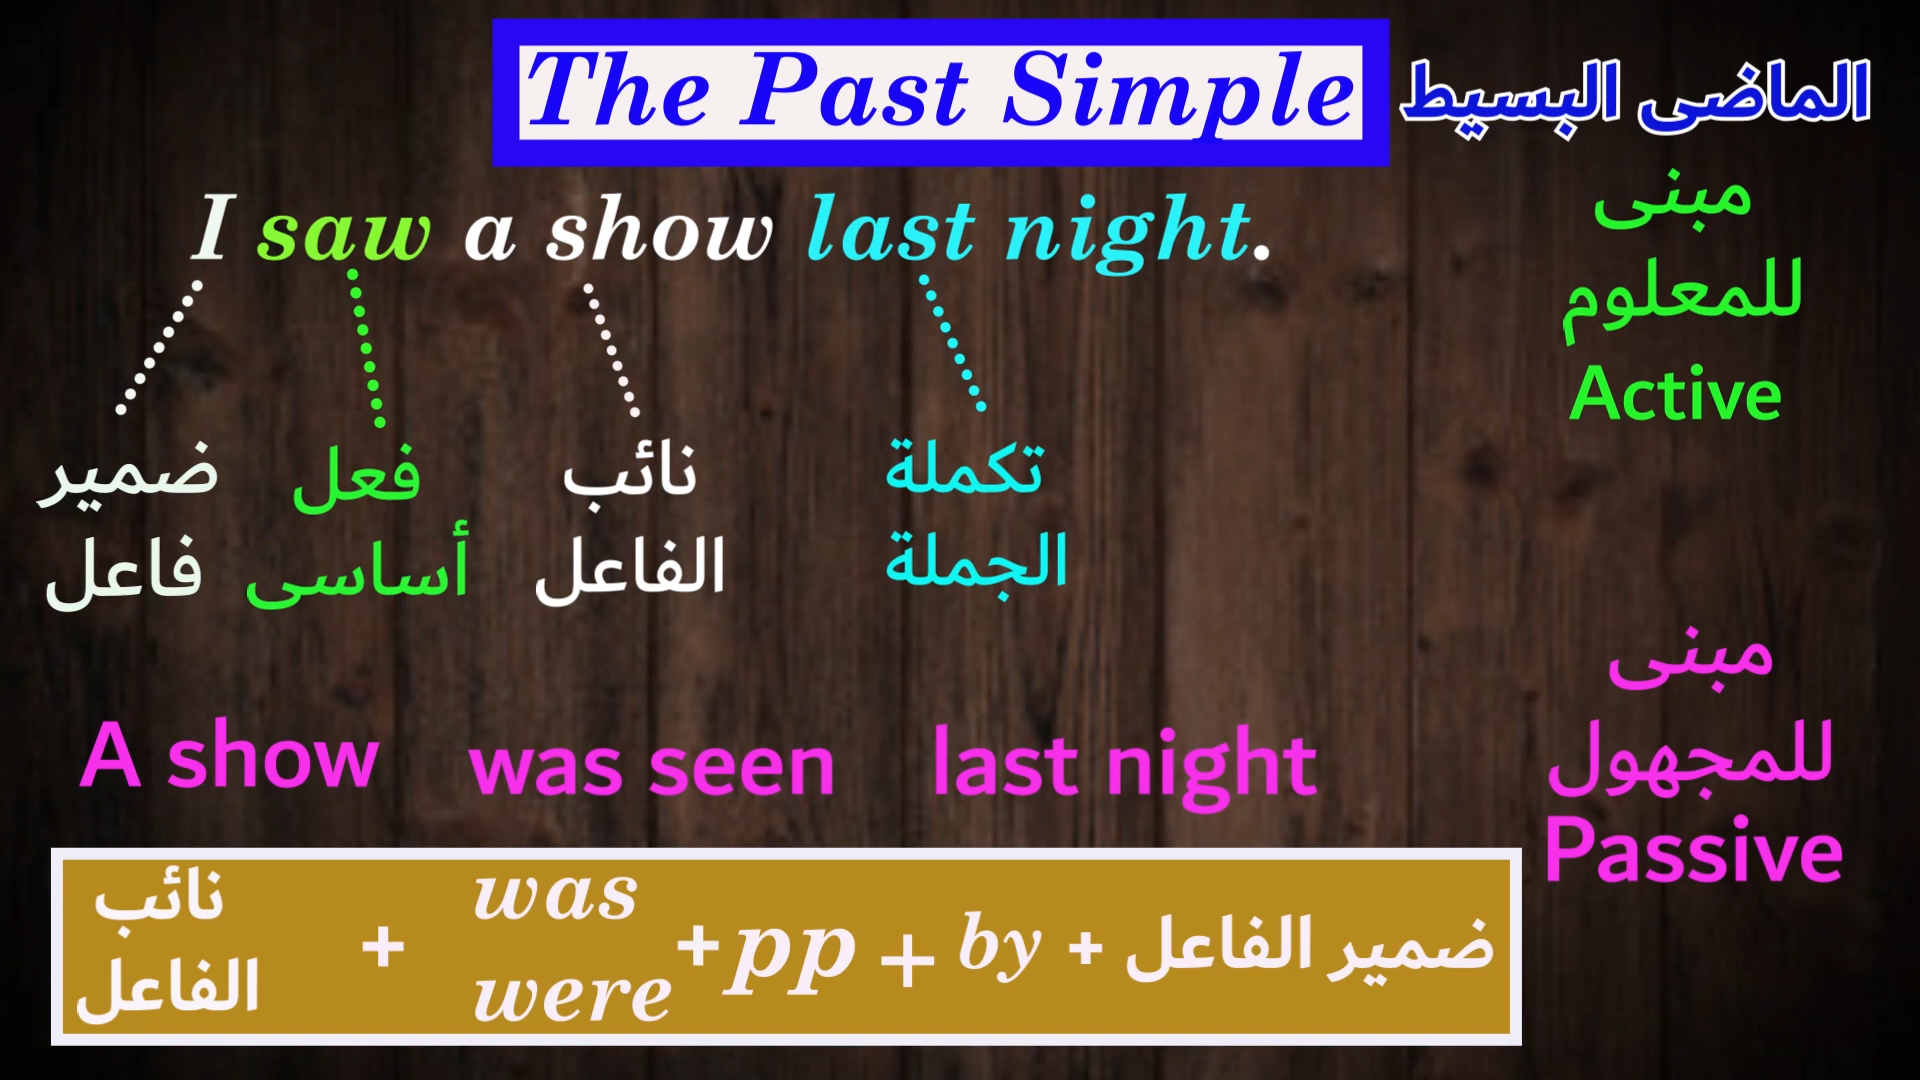 The Past Simple الماضى البسيط
I saw a show last night.
مبنى
للمعلوم
Active
ضمير
فاعل
فعل
أساسى
نائب
الفاعل
تكملة
الجملة
A show was seen last night
مبنى
للمجهول
Passive
نائب
الفاعل
+
was
were
+ pp + by + ضمير الفاعل